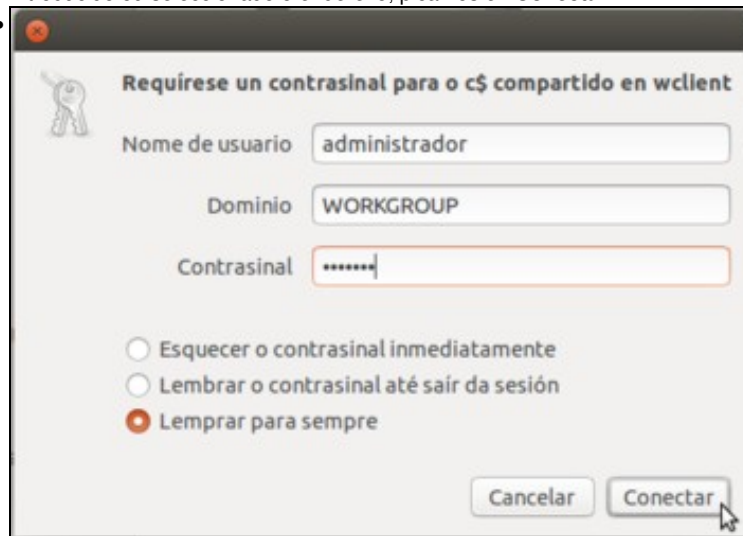 Requírese un contrasinal para o c$ compartido en wclient
Nome de usuario administrador
Dominio WORKGROUP
Contrasinal •••••••
Esquecer o contrasinal inmediatamente
Lembrar o contrasinal até saír da sesión
Lemprar para sempre
Cancelar Conectar